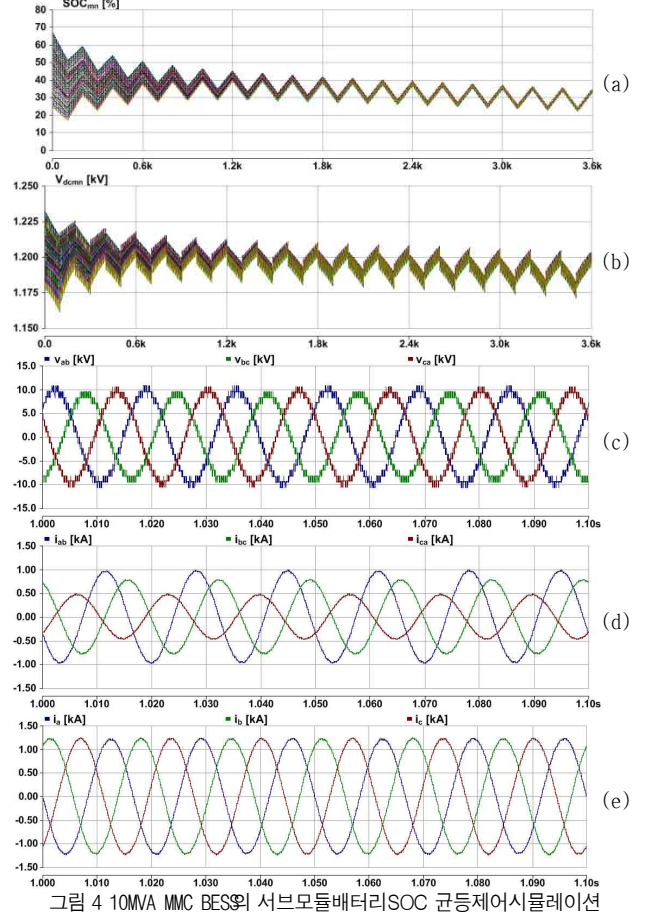 SOCmn [%]
80
70
60
50
40
30
20
10
0
0.0 0.6k 1.2k 1.8k 2.4k 3.0k 3.6k
(a)
Vdcmn [kV]
1.250
1.225
1.200
1.175
1.150
0.0 0.6k 1.2k 1.8k 2.4k 3.0k 3.6k
(b)
vab [kV] vbc [kV] vca [kV]
15.0
10.0
5.0
0.0
-5.0
-10.0
-15.0
1.000 1.010 1.020 1.030 1.040 1.050 1.060 1.070 1.080 1.090 1.10s
(c)
iab [kA] ibc [kA] ica [kA]
1.50
1.00
0.50
0.00
-0.50
-1.00
-1.50
1.000 1.010 1.020 1.030 1.040 1.050 1.060 1.070 1.080 1.090 1.10s
(d)
ia [kA] ib [kA] ic [kA]
1.50
1.00
0.50
0.00
-0.50
-1.00
-1.50
1.000 1.010 1.020 1.030 1.040 1.050 1.060 1.070 1.080 1.090 1.10s
(e)
그림 4 10MVA MMC BESS의 서브모듈배터리SOC 균등제어시뮬레이션